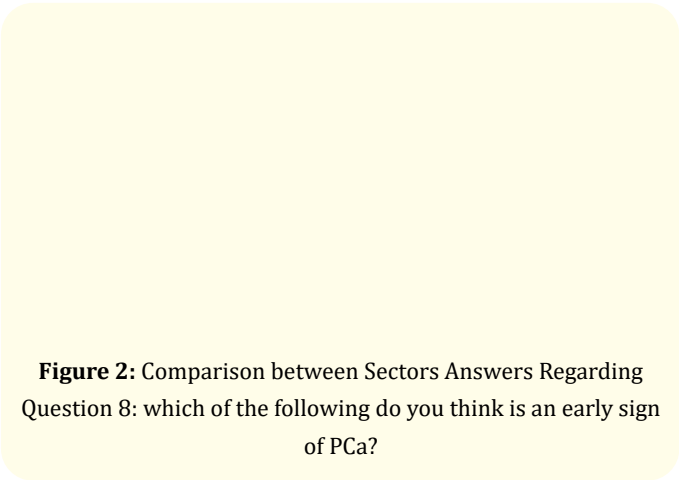 Figure 2: Comparison between Sectors Answers Regarding
Question 8: which of the following do you think is an early sign
of PCa?